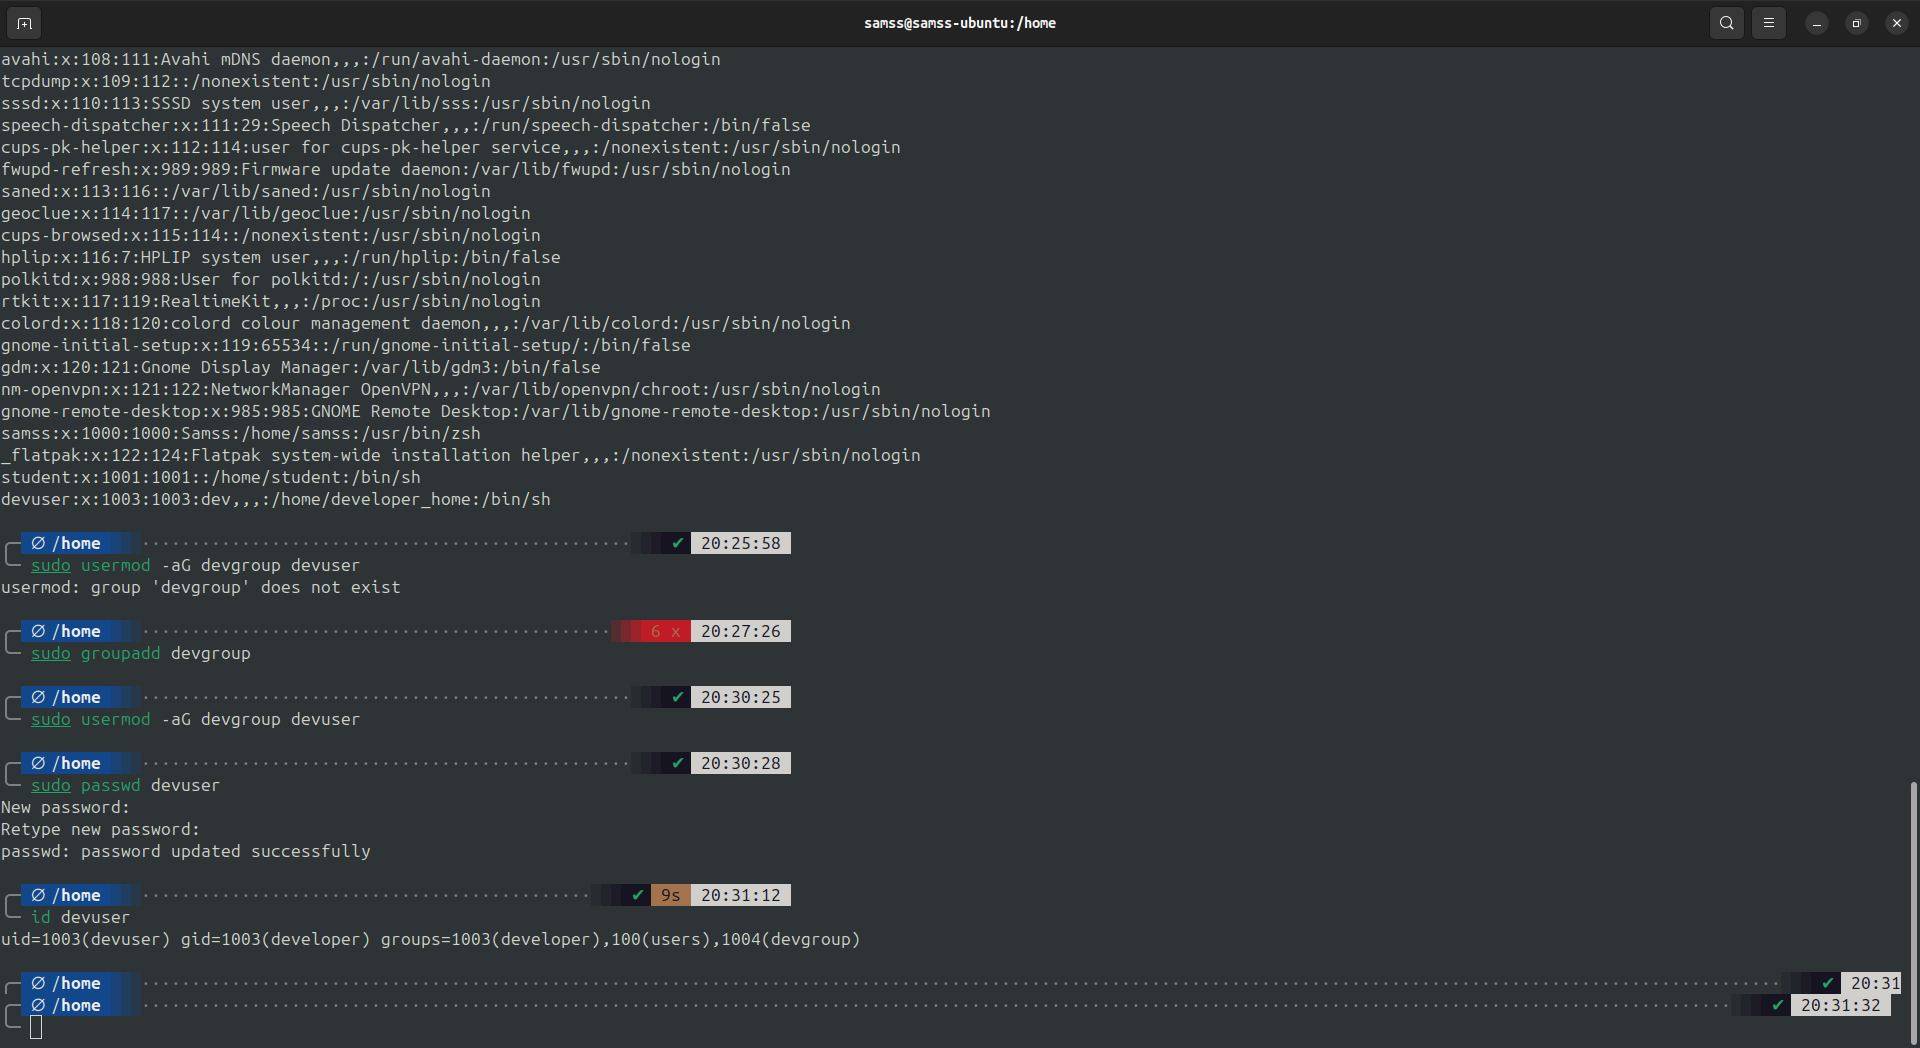 samss@samss-ubuntu:/home
avahi:x:108:111:Avahi mDNS daemon,,,:/run/avahi-daemon:/usr/sbin/nologin
tcpdump:x:109:112::/nonexistent:/usr/sbin/nologin
sssd:x:110:113:SSSD system user,,,:/var/lib/sss:/usr/sbin/nologin
speech-dispatcher:x:111:29:Speech Dispatcher,,,:/run/speech-dispatcher:/bin/false
cups-pk-helper:x:112:114:user for cups-pk-helper service,,,:/nonexistent:/usr/sbin/nologin
fwupd-refresh:x:989:989:Firmware update daemon:/var/lib/fwupd:/usr/sbin/nologin
saned:x:113:116::/var/lib/saned:/usr/sbin/nologin
geoclue:x:114:117::/var/lib/geoclue:/usr/sbin/nologin
cups-browsed:x:115:114::/nonexistent:/usr/sbin/nologin
hplip:x:116:7:HPLIP system user,,,:/run/hplip:/bin/false
polkitd:x:988:988:User for polkitd:/:/usr/sbin/nologin
rtkit:x:117:119:RealtimeKit,,,:/proc:/usr/sbin/nologin
colord:x:118:120:colord colour management daemon,,,:/var/lib/colord:/usr/sbin/nologin
gnome-initial-setup:x:119:65534::/run/gnome-initial-setup/:/bin/false
gdm:x:120:121:Gnome Display Manager:/var/lib/gdm3:/bin/false
nm-openvpn:x:121:122:NetworkManager OpenVPN,,,:/var/lib/openvpn/chroot:/usr/sbin/nologin
gnome-remote-desktop:x:985:985:GNOME Remote Desktop:/var/lib/gnome-remote-desktop:/usr/sbin/nologin
samss:x:1000:1000:Samss:/home/samss:/usr/bin/zsh
_flatpak:x:122:124:Flatpak system-wide installation helper,,,:/nonexistent:/usr/sbin/nologin
student:x:1001:1001::/home/student:/bin/sh
devuser:x:1003:1003:dev,,,:/home/developer_home:/bin/sh
∅ /home ✔ 20:25:58
sudo usermod -aG devgroup devuser
usermod: group 'devgroup' does not exist
∅ /home 6 x 20:27:26
sudo groupadd devgroup
∅ /home ✔ 20:30:25
sudo usermod -aG devgroup devuser
∅ /home ✔ 20:30:28
sudo passwd devuser
New password:
Retype new password:
passwd: password updated successfully
∅ /home ✔ 9s 20:31:12
id devuser
uid=1003(devuser) gid=1003(developer) groups=1003(developer),100(users),1004(devgroup)
∅ /home ✔ 20:31
∅ /home ✔ 20:31:32